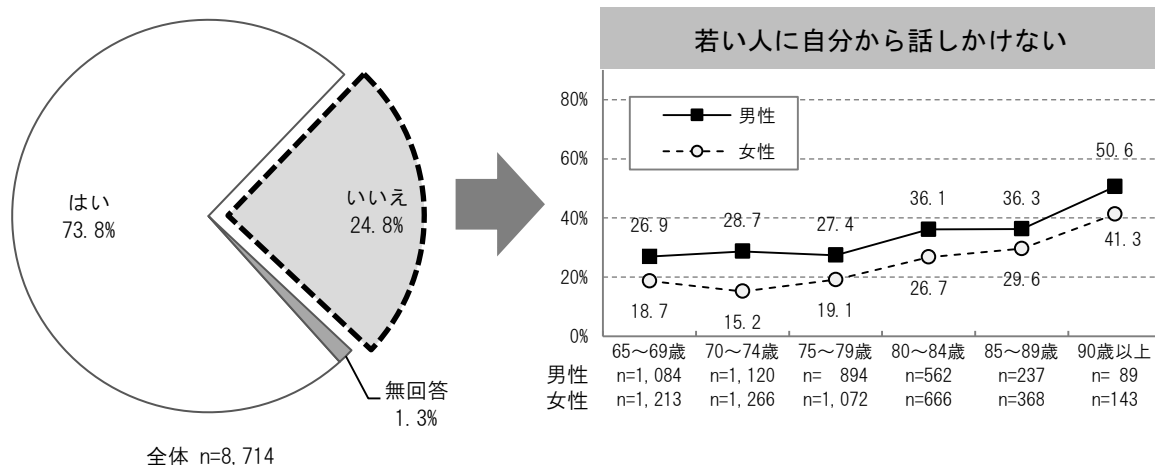 はい
73.8%
いいえ
24.8%
無回答
1.3%
全体 n=8,714
若い人に自分から話しかけない
80%
60%
40%
20%
0%
男性
女性
26.9
28.7
27.4
36.1
36.3
50.6
18.7
15.2
19.1
26.7
29.6
41.3
65～69歳 70～74歳 75～79歳 80～84歳 85～89歳 90歳以上
男性 n=1,084 n=1,120 n= 894 n=562 n=237 n= 89
女性 n=1,213 n=1,266 n=1,072 n=666 n=368 n=143